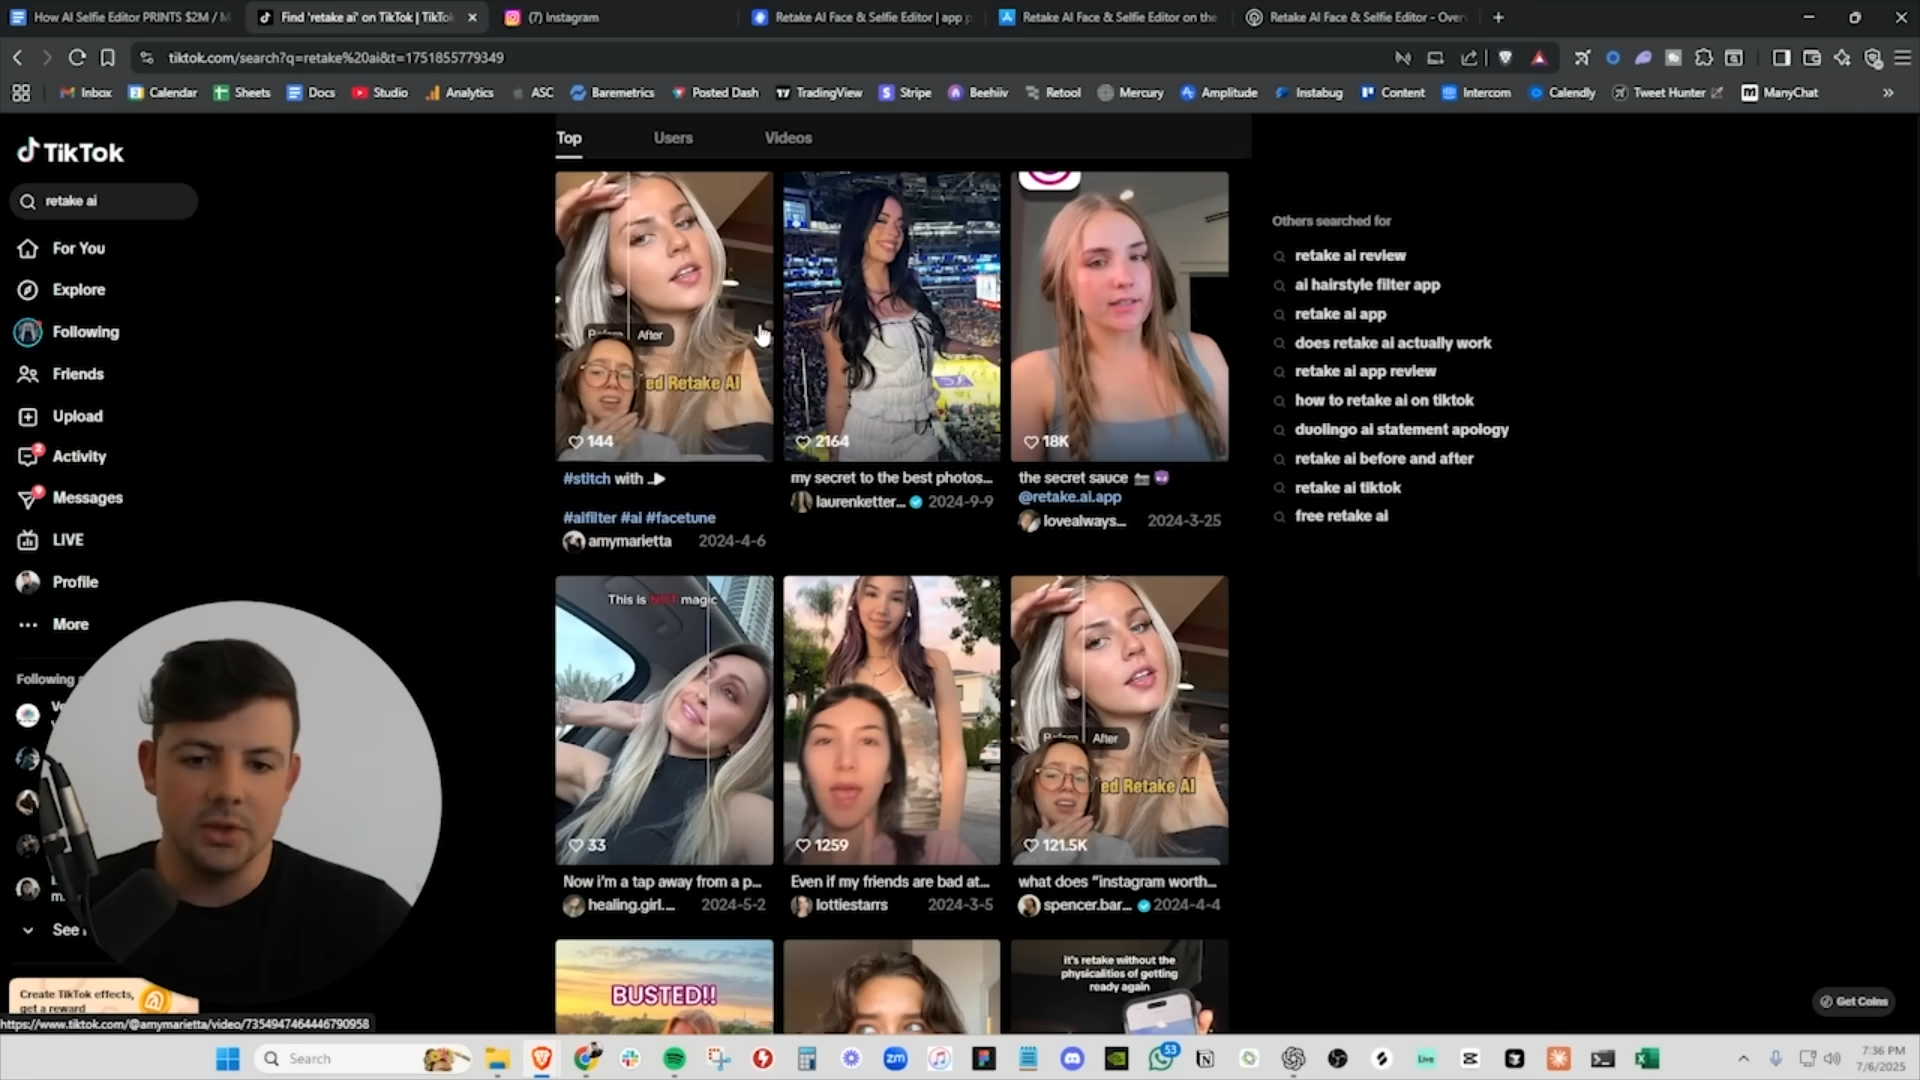 How AI Selfie Editor PRINTS $2M / M
Find 'retake ai' on TikTok | TikTok
(7) Instagram
Retake AI Face & Selfie Editor | app p
Retake AI Face & Selfie Editor on the
Retake AI Face & Selfie Editor - Over
tiktok.com/search?q=retake%20ai&t=1751855779349
Inbox
Calendar
Sheets
Docs
Studio
Analytics
ASC
Baremetrics
Posted Dash
TradingView
Stripe
Beehiiv
Retool
Mercury
Amplitude
Instabug
Content
Intercom
Calendly
Tweet Hunter
ManyChat
TikTok
retake ai
For You
Explore
Following
Friends
Upload
Activity
Messages
LIVE
Profile
More
Following
See
Create TikTok effects,
get a reward
https://www.tiktok.com/@amymarietta/video/7354947464446790958
Top
Users
Videos
Before After
ed Retake AI
144
2164
18K
#stitch with ..
#aifilter #ai #facetune
amymarietta 2024-4-6
my secret to the best photos...
laurenketter... 2024-9-9
the secret sauce
@retake.ai.app
lovealways... 2024-3-25
This is NOT magic
33
1259
Before After
ed Retake AI
121.5K
Now i'm a tap away from a p...
healing.girl.... 2024-5-2
Even if my friends are bad at...
lottiestarrs 2024-3-5
what does "instagram worth...
spencer.bar... 2024-4-4
BUSTED!!
it's retake without the
physicalities of getting
ready again
Others searched for
retake ai review
ai hairstyle filter app
retake ai app
does retake ai actually work
retake ai app review
how to retake ai on tiktok
duolingo ai statement apology
retake ai before and after
retake ai tiktok
free retake ai
Get Coins
Search
zm
53
Live
7:36 PM
7/6/2025